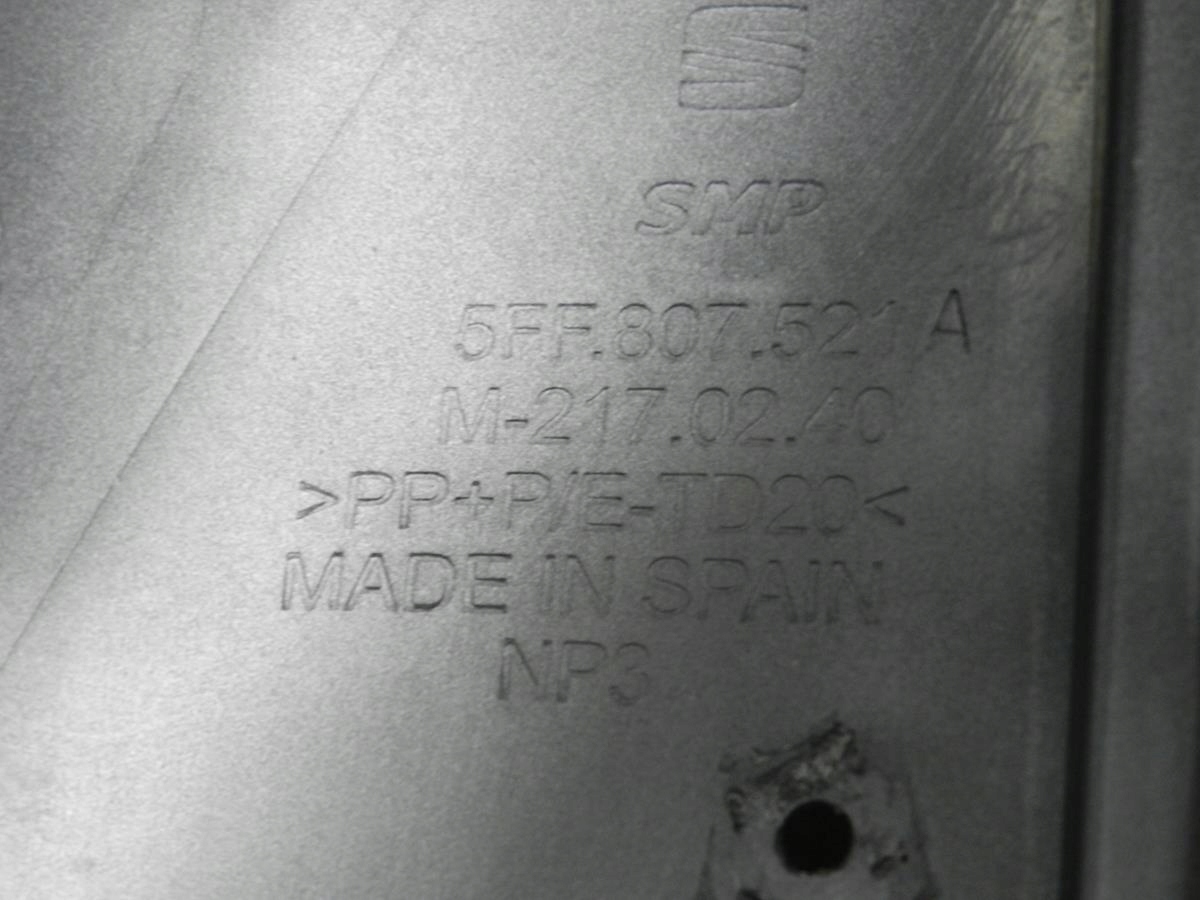 SMP
5FF.807.521 A
M-217.02.40
>PP+P/E-TD20<
MADE IN SPAIN
NP3